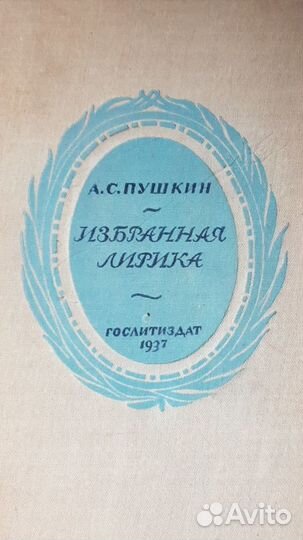 А.С.ПУШКИН
~
ИЗБРАННАЯ
ЛИРИКА
~
ГОСЛИТИЗДАТ
1937
Avito